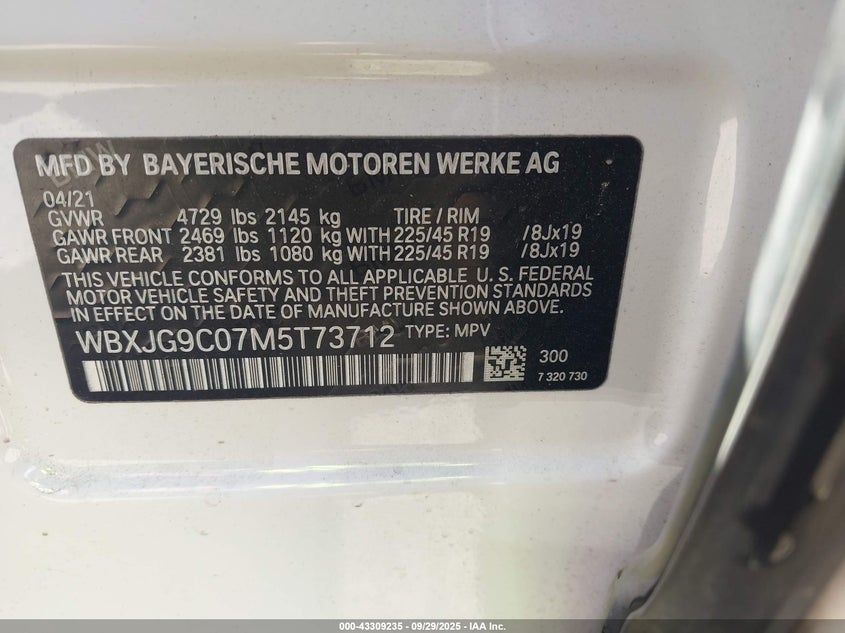 MFD BY BAYERISCHE MOTOREN WERKE AG
04/21
GVWR 4729 lbs 2145 kg TIRE / RIM
GAWR FRONT 2469 lbs 1120 kg WITH 225/45 R19 /8Jx19
GAWR REAR 2381 lbs 1080 kg WITH 225/45 R19 /8Jx19
THIS VEHICLE CONFORMS TO ALL APPLICABLE U. S. FEDERAL
MOTOR VEHICLE SAFETY AND THEFT PREVENTION STANDARDS
IN EFFECT ON THE DATE OF MANUFACTURE SHOWN ABOVE.
WBXJG9C07M5T73712 TYPE: MPV
300
7 320 730
000-43309235 - 09/29/2025 - IAA Inc.